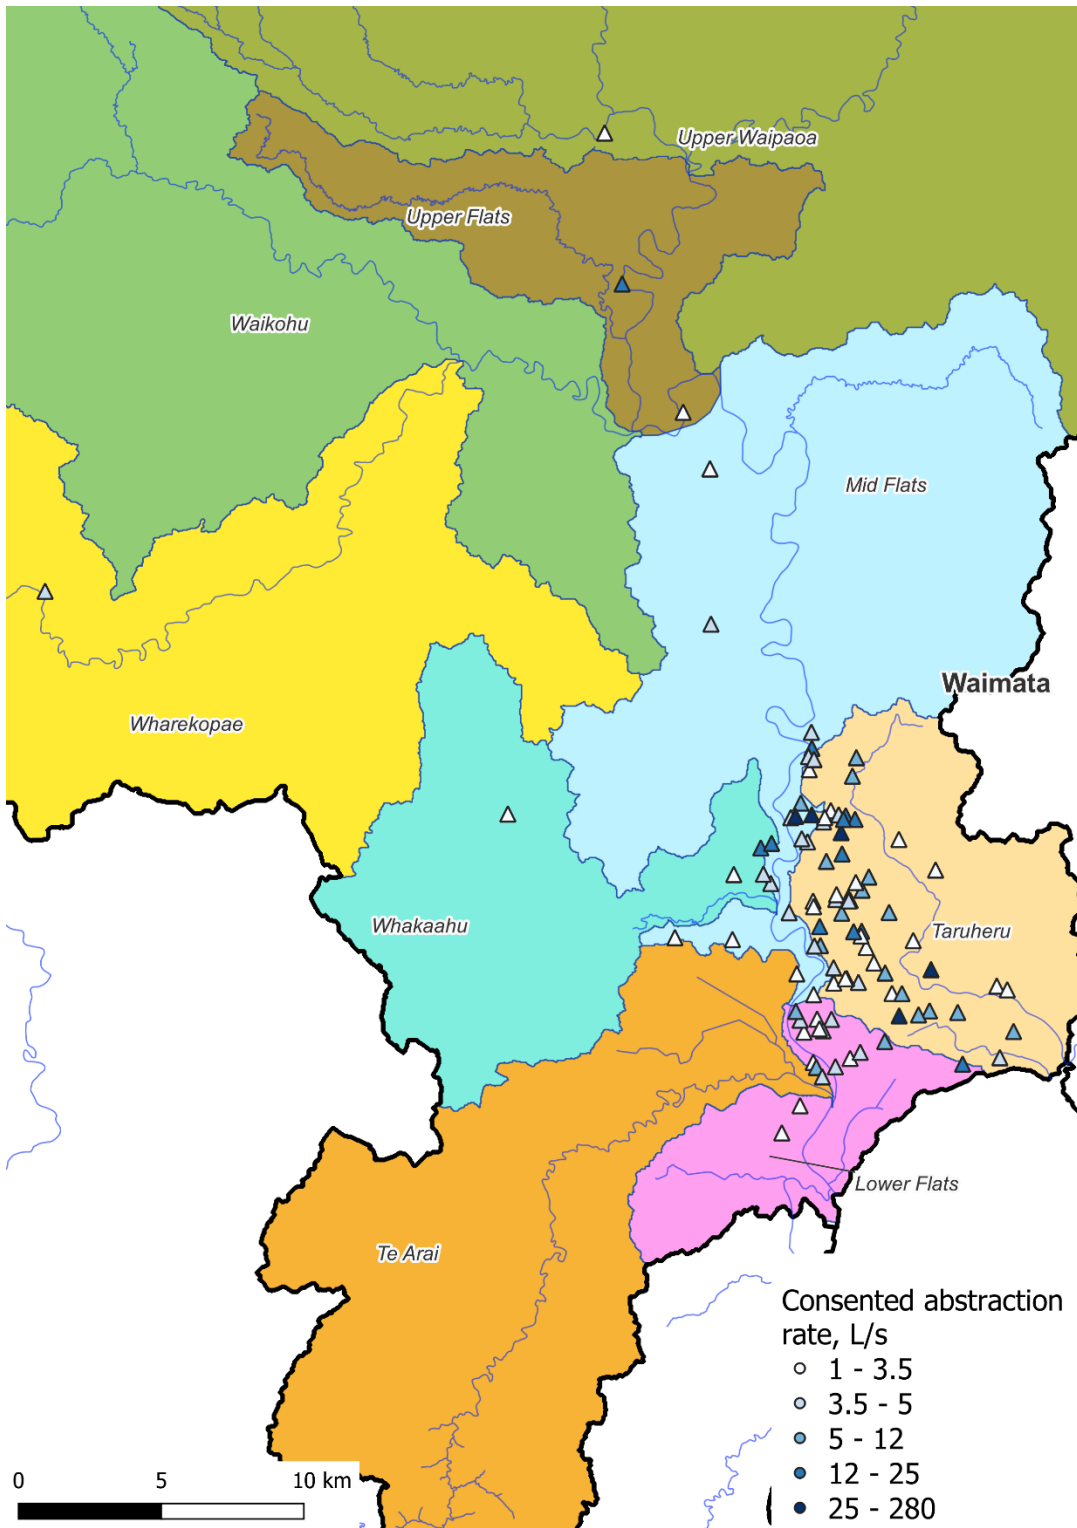 Upper Waipaoa
Upper Flats
Waikohu
Mid Flats
Waimata
Wharekopae
Whakaahu
Taruheru
Lower Flats
Te Arai
Consented abstraction
rate, L/s
1 - 3.5
3.5 - 5
5 - 12
12 - 25
25 - 280
0 5 10 km